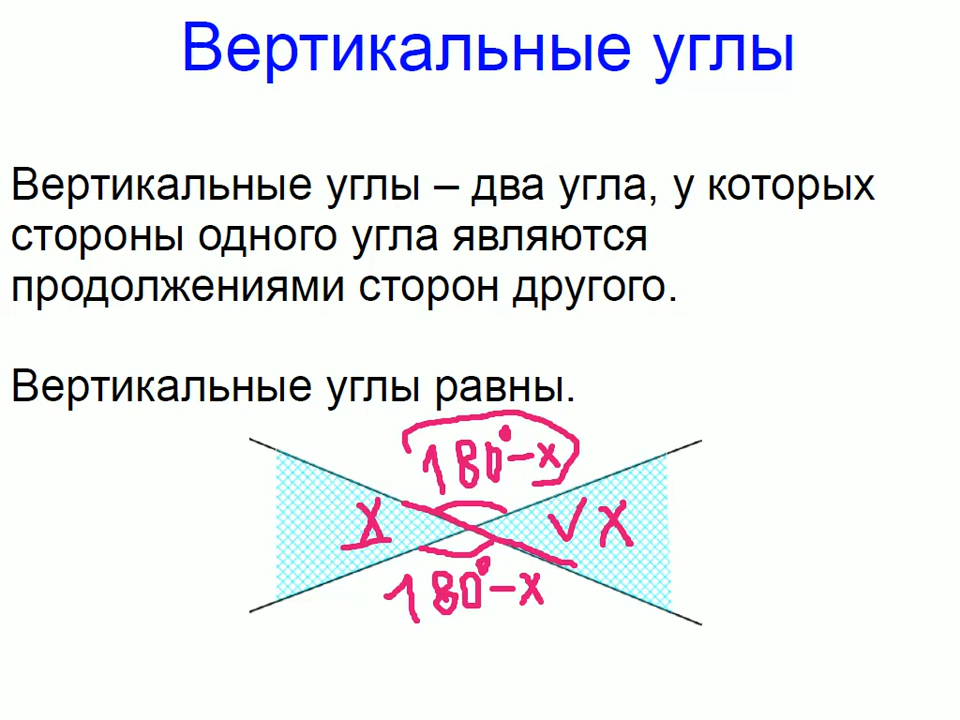 Вертикальные углы
Вертикальные углы – два угла, у которых
стороны одного угла являются
продолжениями сторон другого.
Вертикальные углы равны.
180°-x
x
√ x
180°-x